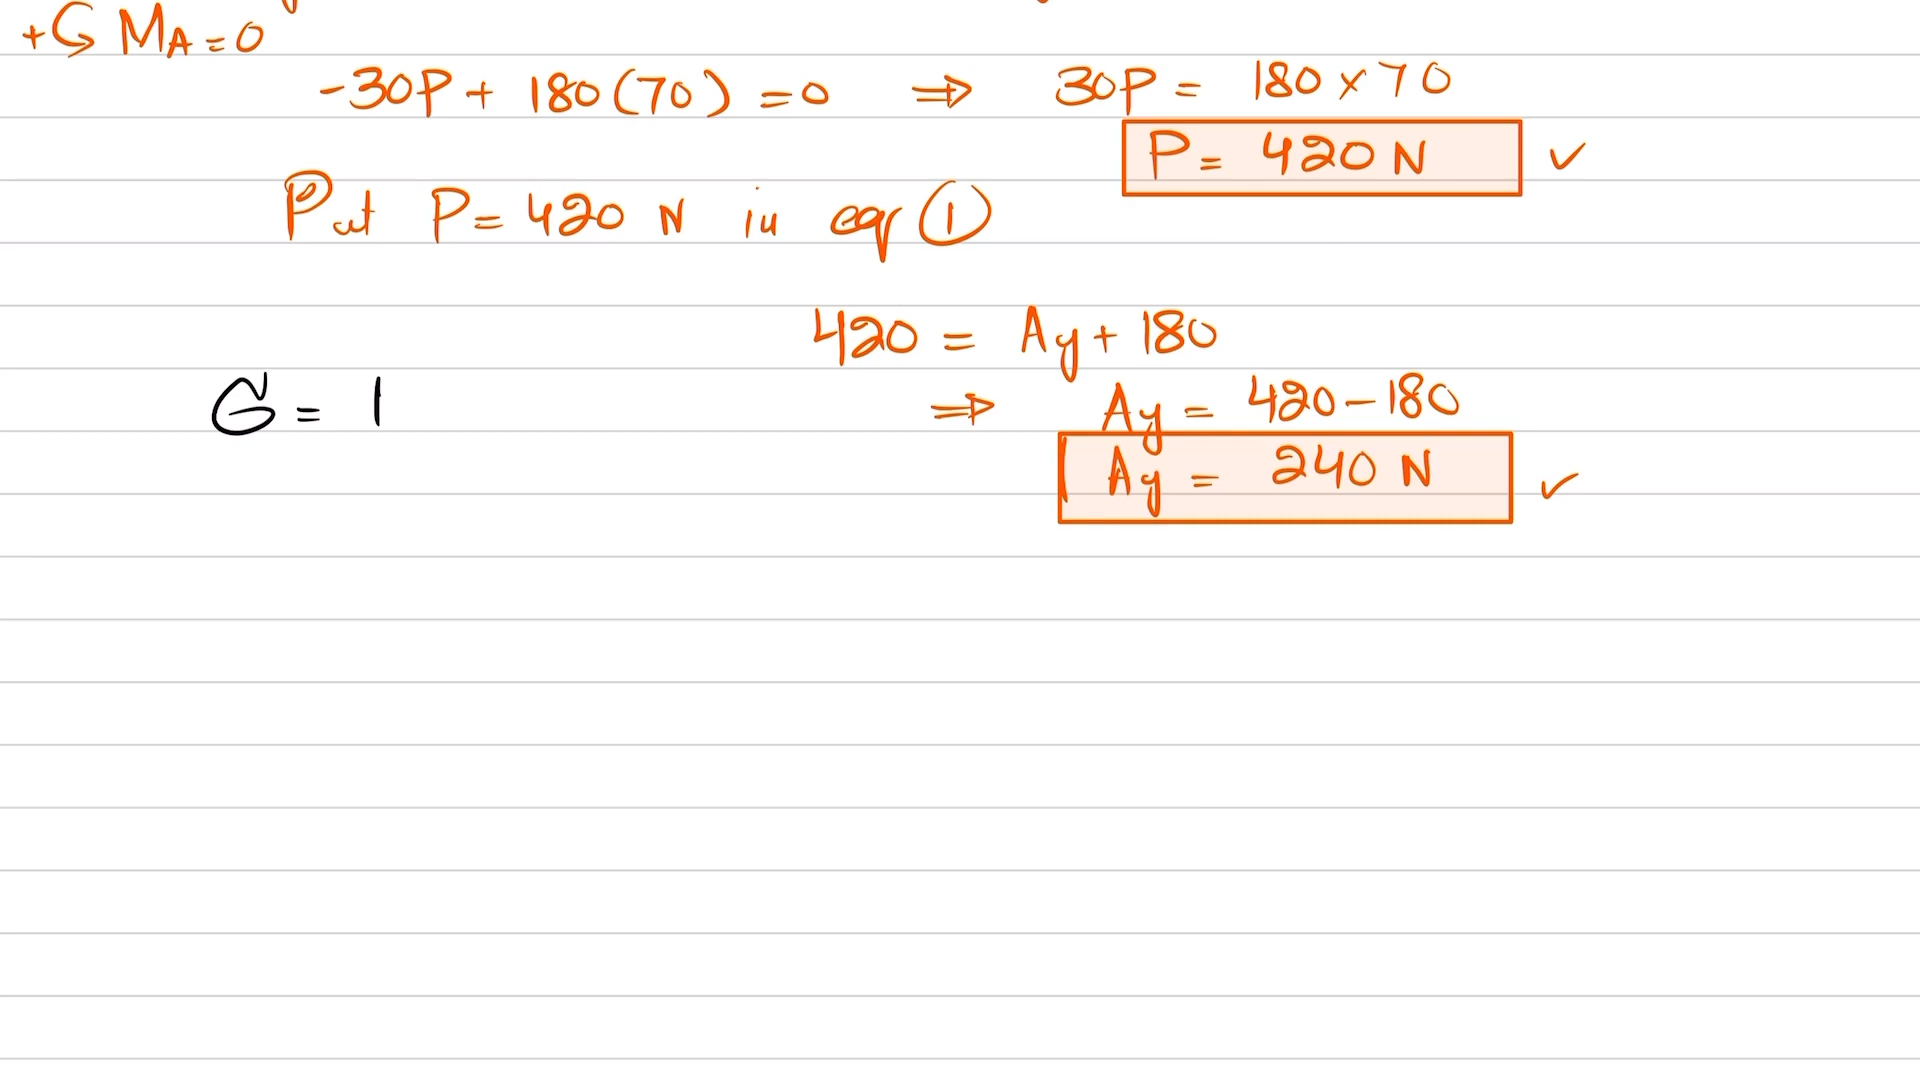 +↺ MA = 0
-30P + 180(70) = 0 ⇒ 30P = 180 × 70
P = 420 N ✓
Put P = 420 N in eq ①
420 = Ay + 180
⇒ Ay = 420 - 180
Ay = 240 N ✓